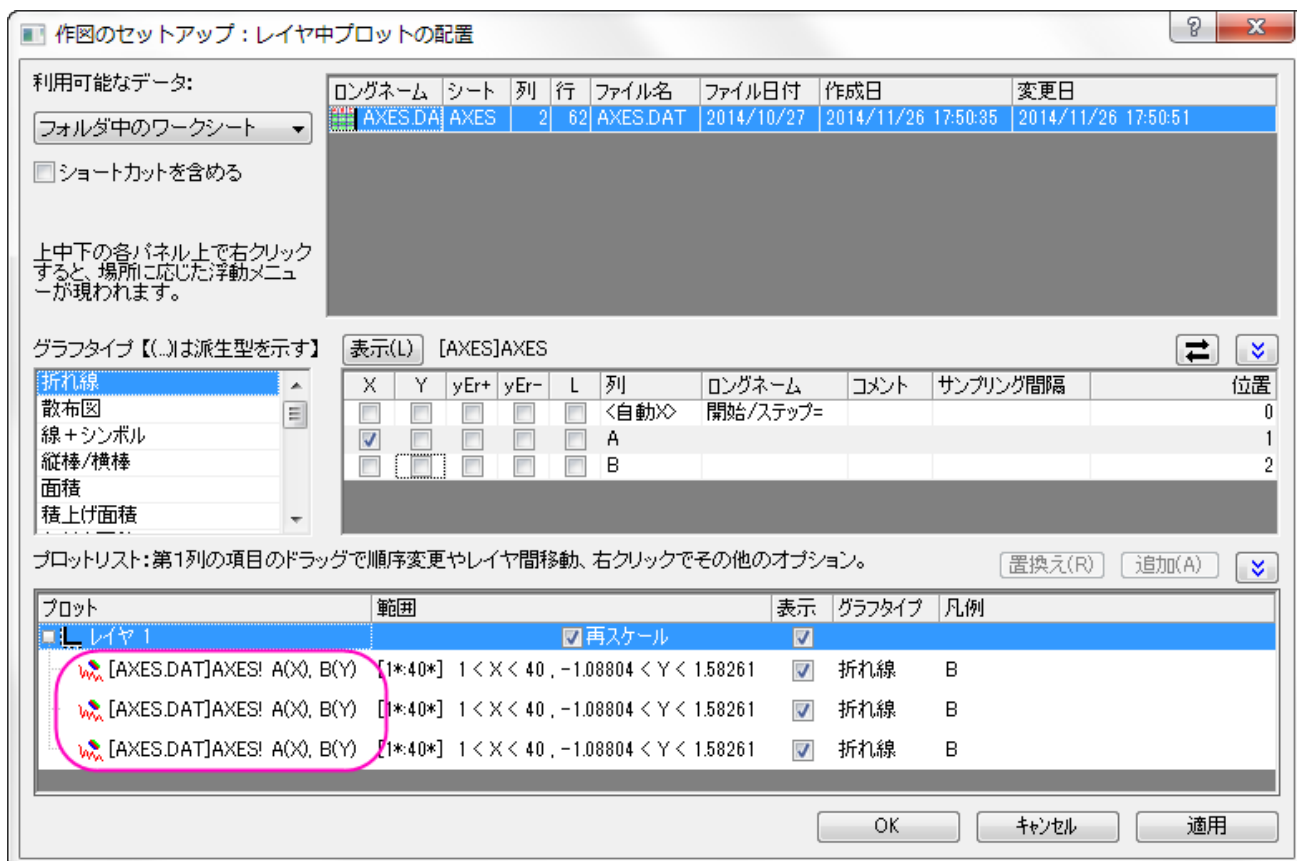 作図のセットアップ：レイヤ中プロットの配置
利用可能なデータ:
フォルダ中のワークシート
ショートカットを含める
上中下の各パネル上で右クリック
すると、場所に応じた浮動メニュ
ーが現われます。
ロングネーム シート 列 行 ファイル名 ファイル日付 作成日 変更日
AXES.DA AXES 2 62 AXES.DAT 2014/10/27 2014/11/26 17:50:35 2014/11/26 17:50:51
グラフタイプ【(...)は派生型を示す】
折れ線
散布図
線＋シンボル
縦棒/横棒
面積
積上げ面積
表示(L) [AXES]AXES
X Y yEr+ yEr- L 列 ロングネーム コメント サンプリング間隔 位置
<自動X> 開始/ステップ= 0
A 1
B 2
プロットリスト:第1列の項目のドラッグで順序変更やレイヤ間移動、右クリックでその他のオプション。
置換え(R) 追加(A)
プロット 範囲 表示 グラフタイプ 凡例
レイヤ 1 再スケール
[AXES.DAT]AXES! A(X), B(Y) [1*:40*] 1 < X < 40 , -1.08804 < Y < 1.58261 折れ線 B
[AXES.DAT]AXES! A(X), B(Y) [1*:40*] 1 < X < 40 , -1.08804 < Y < 1.58261 折れ線 B
[AXES.DAT]AXES! A(X), B(Y) [1*:40*] 1 < X < 40 , -1.08804 < Y < 1.58261 折れ線 B
OK キャンセル 適用